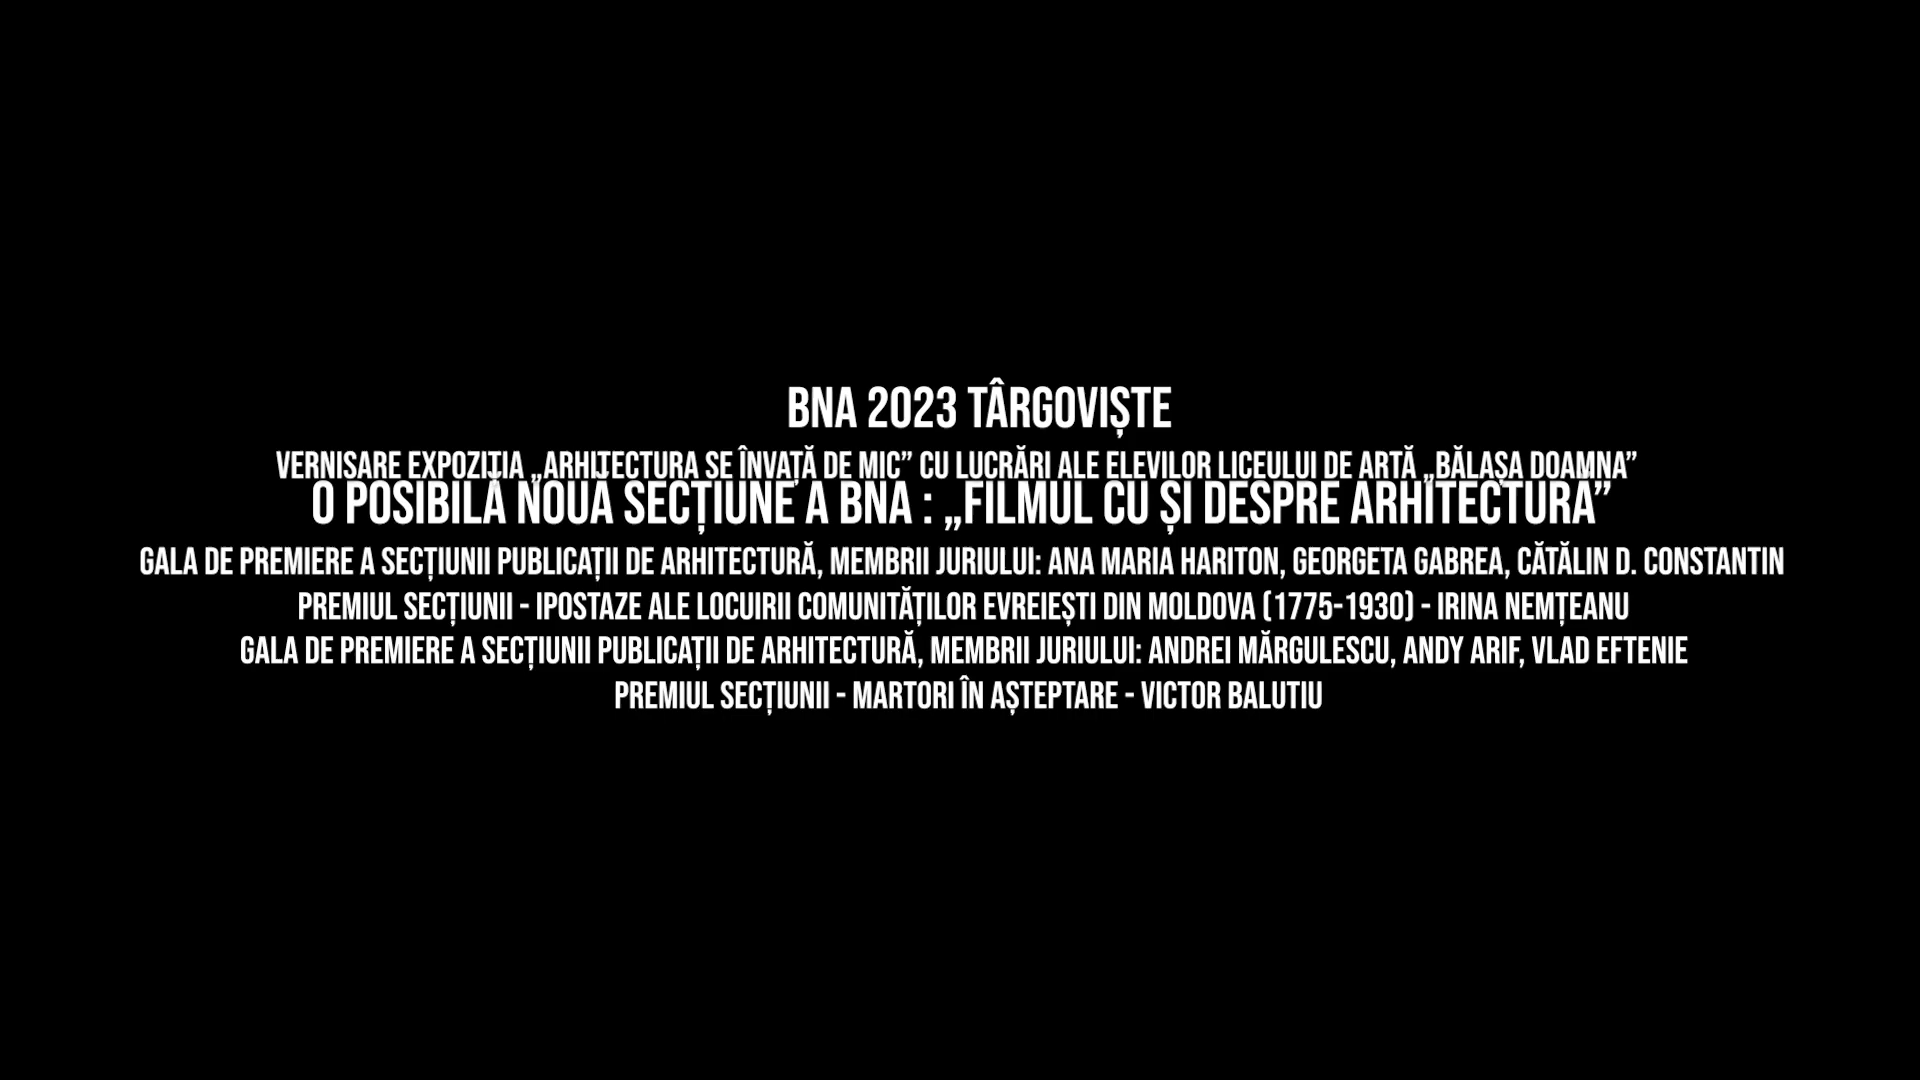 BNA 2023 TÂRGOVIȘTE
VERNISARE EXPOZIȚIA „ARHITECTURA SE ÎNVAȚĂ DE MIC” CU LUCRĂRI ALE ELEVILOR LICEULUI DE ARTĂ „BĂLAȘA DOAMNA”
O POSIBILĂ NOUĂ SECȚIUNE A BNA : „FILMUL CU ȘI DESPRE ARHITECTURĂ”
GALA DE PREMIERE A SECȚIUNII PUBLICAȚII DE ARHITECTURĂ, MEMBRII JURIULUI: ANA MARIA HARITON, GEORGETA GABREA, CĂTĂLIN D. CONSTANTIN
PREMIUL SECȚIUNII - IPOSTAZE ALE LOCUIRII COMUNITĂȚILOR EVREIEȘTI DIN MOLDOVA (1775-1930) - IRINA NEMȚEANU
GALA DE PREMIERE A SECȚIUNII PUBLICAȚII DE ARHITECTURĂ, MEMBRII JURIULUI: ANDREI MĂRGULESCU, ANDY ARIF, VLAD EFTENIE
PREMIUL SECȚIUNII - MARTORI ÎN AȘTEPTARE - VICTOR BALUTIU